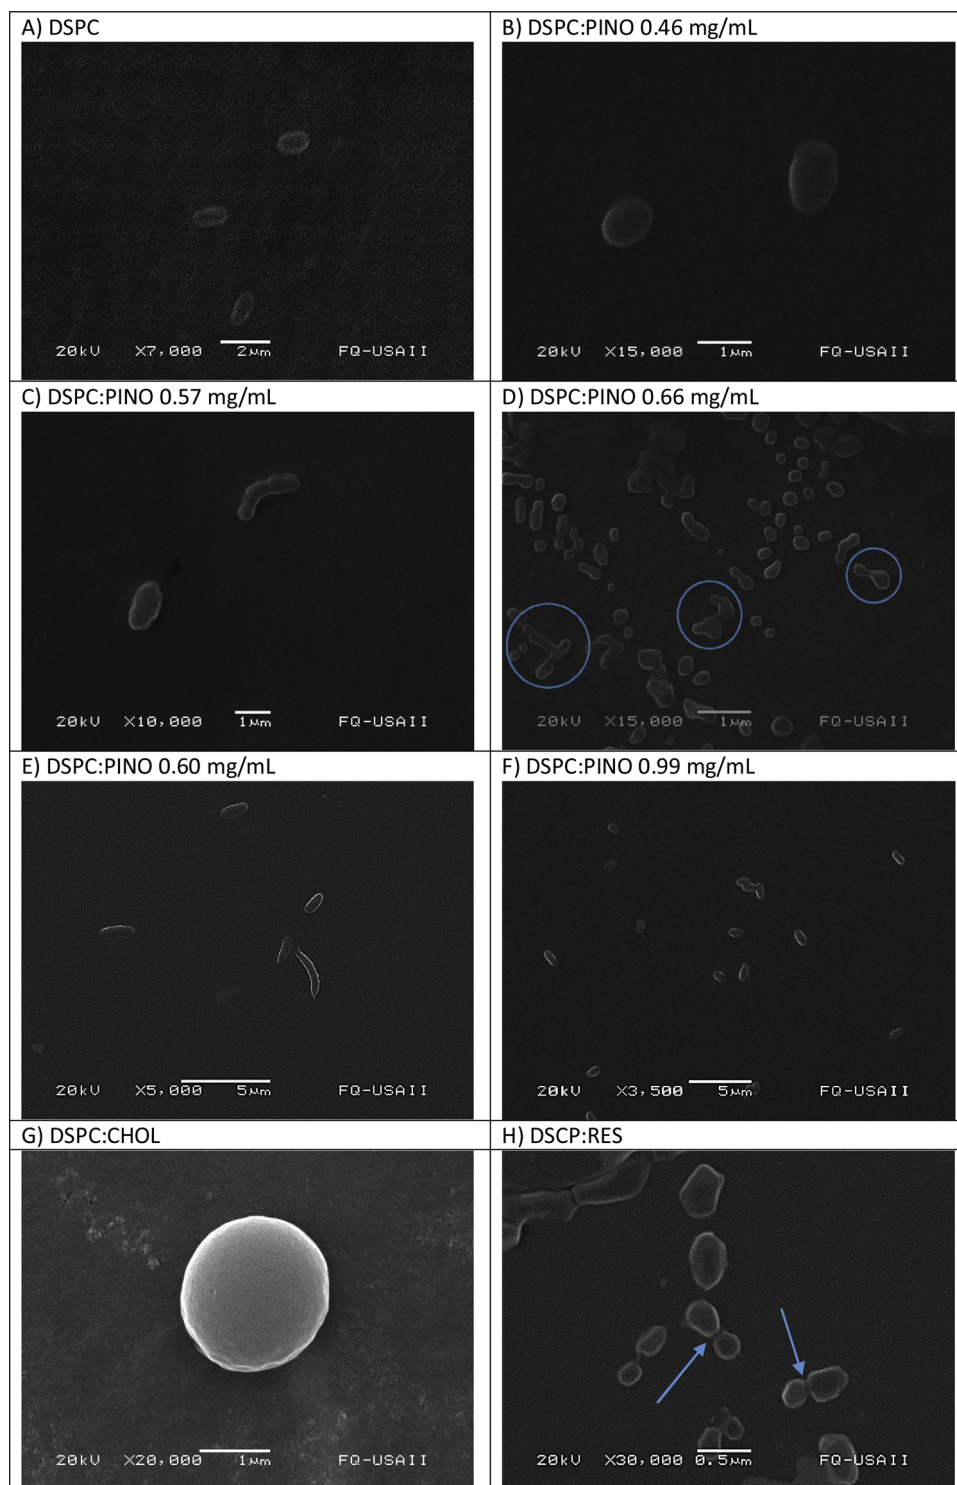 A) DSPC
20kV X7,000 2µm FQ-USAII
B) DSPC:PINO 0.46 mg/mL
20kV X15,000 1µm FQ-USAII
C) DSPC:PINO 0.57 mg/mL
20kV X10,000 1µm FQ-USAII
D) DSPC:PINO 0.66 mg/mL
20kV X15,000 1µm FQ-USAII
E) DSPC:PINO 0.60 mg/mL
20kV X5,000 5µm FQ-USAII
F) DSPC:PINO 0.99 mg/mL
20kV X3,500 5µm FQ-USAII
G) DSPC:CHOL
20kV X20,000 1µm FQ-USAII
H) DSCP:RES
20kV X30,000 0.5µm FQ-USAII